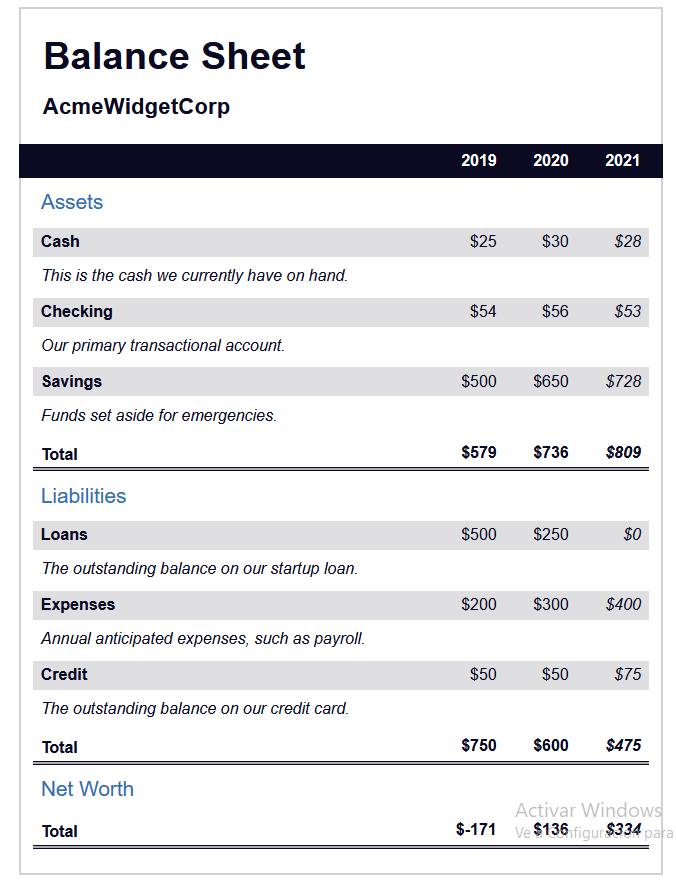 Balance Sheet
AcmeWidgetCorp
2019 2020 2021
Assets
Cash $25 $30 $28
This is the cash we currently have on hand.
Checking $54 $56 $53
Our primary transactional account.
Savings $500 $650 $728
Funds set aside for emergencies.
Total $579 $736 $809
Liabilities
Loans $500 $250 $0
The outstanding balance on our startup loan.
Expenses $200 $300 $400
Annual anticipated expenses, such as payroll.
Credit $50 $50 $75
The outstanding balance on our credit card.
Total $750 $600 $475
Net Worth
Activar Windows
Total $-171 $136 $334
Ve a Configuración para